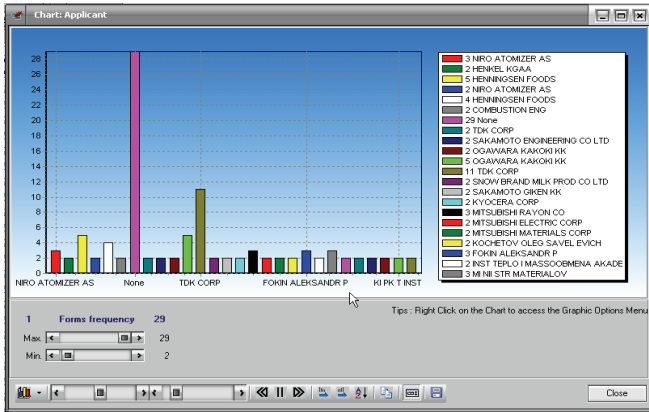 Chart: Applicant
28
26
24
22
20
18
16
14
12
10
8
6
4
2
0
NIRO ATOMIZER AS None TDK CORP FOKIN ALEKSANDR P KI PK T INST
3 NIRO ATOMIZER AS
2 HENKEL KGAA
5 HENNINGSEN FOODS
2 NIRO ATOMIZER AS
4 HENNINGSEN FOODS
2 COMBUSTION ENG
29 None
2 TDK CORP
2 SAKAMOTO ENGINEERING CO LTD
2 OGAWARA KAKOKI KK
5 OGAWARA KAKOKI KK
11 TDK CORP
2 SNOW BRAND MILK PROD CO LTD
2 SAKAMOTO GIKEN KK
2 KYOCERA CORP
3 MITSUBISHI RAYON CO
2 MITSUBISHI ELECTRIC CORP
2 MITSUBISHI MATERIALS CORP
2 KOCHETOV OLEG SAVEL EVICH
3 FOKIN ALEKSANDR P
2 INST TEPLO I MASSOOBMENA AKADE
3 MI NII STR MATERIALOV
Tips : Right Click on the Chart to access the Graphic Options Menu
1 Forms frequency 29
Max. 29
Min. 2
Close